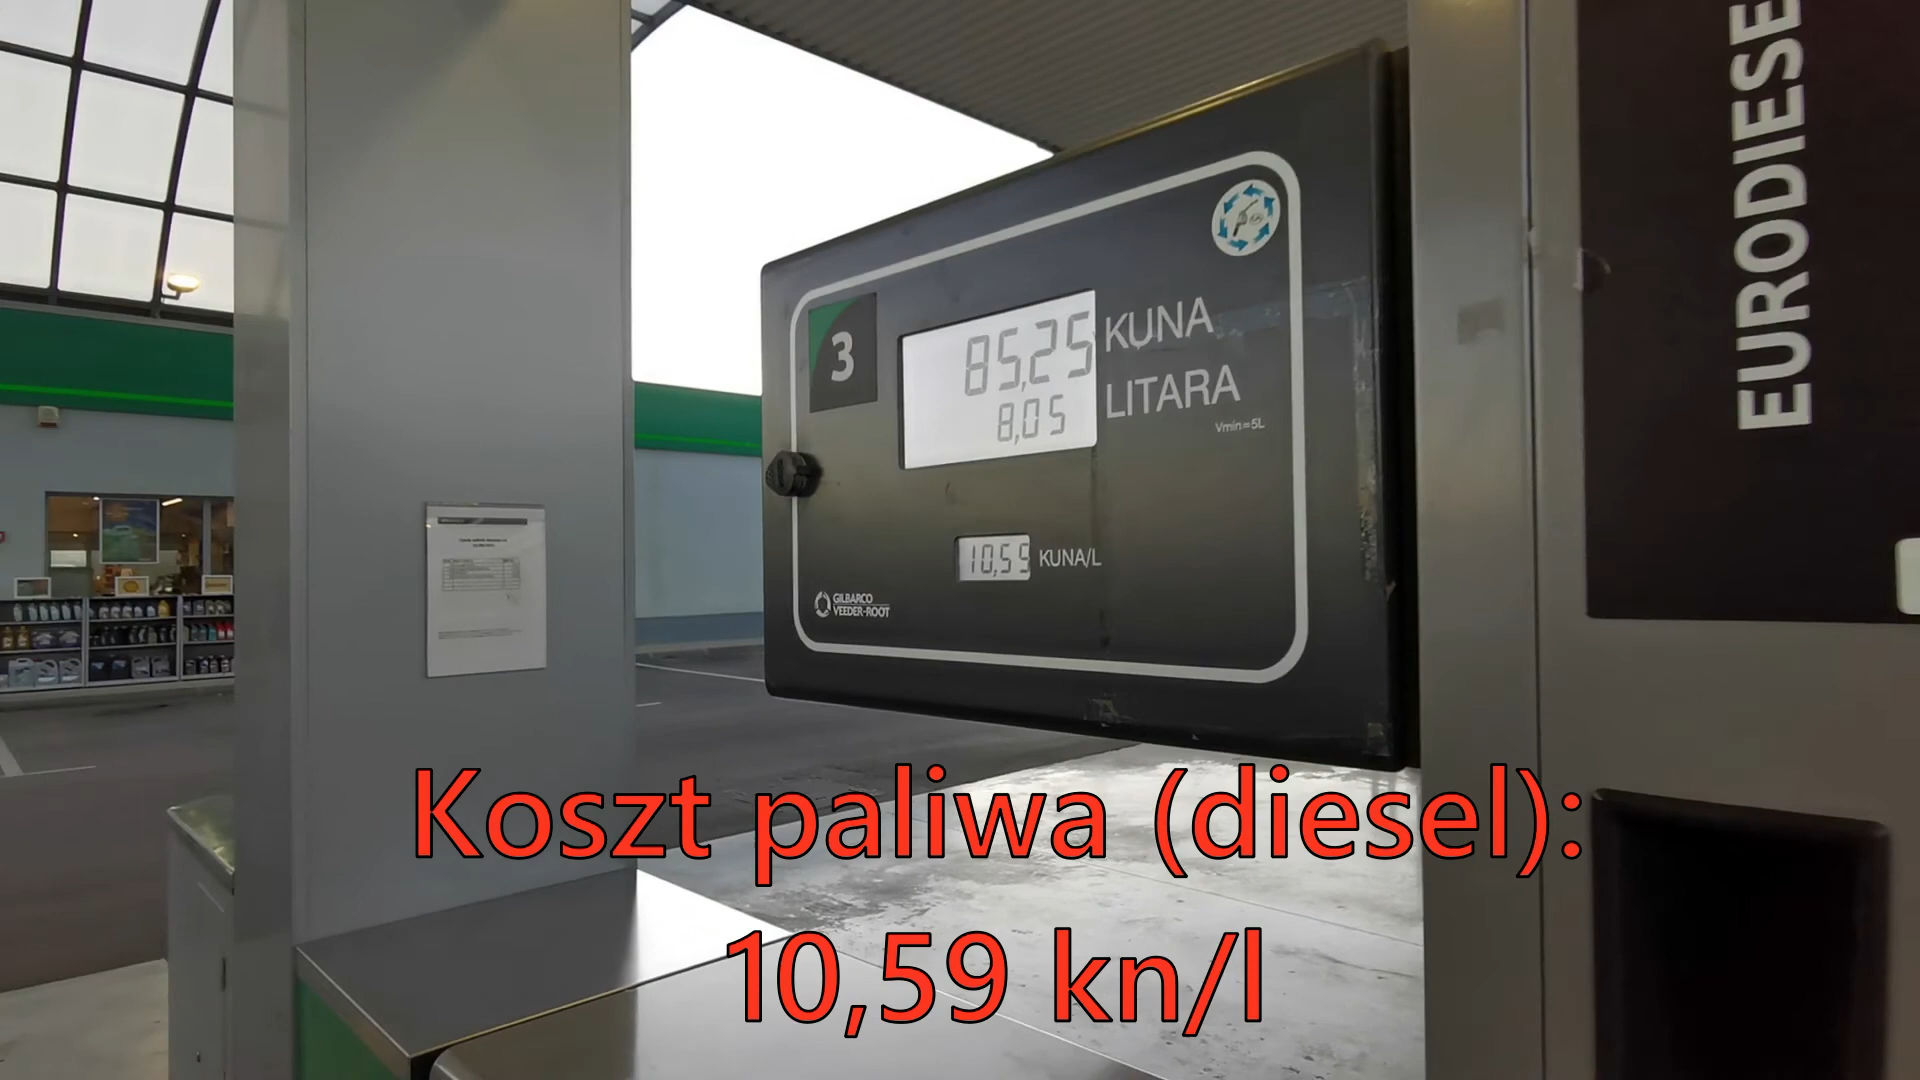 EURODIESE
3
85,25 KUNA
8,05 LITARA
Vmin=5L
10,59 KUNA/L
GILBARCO
VEEDER-ROOT
Koszt paliwa (diesel):
10,59 kn/l